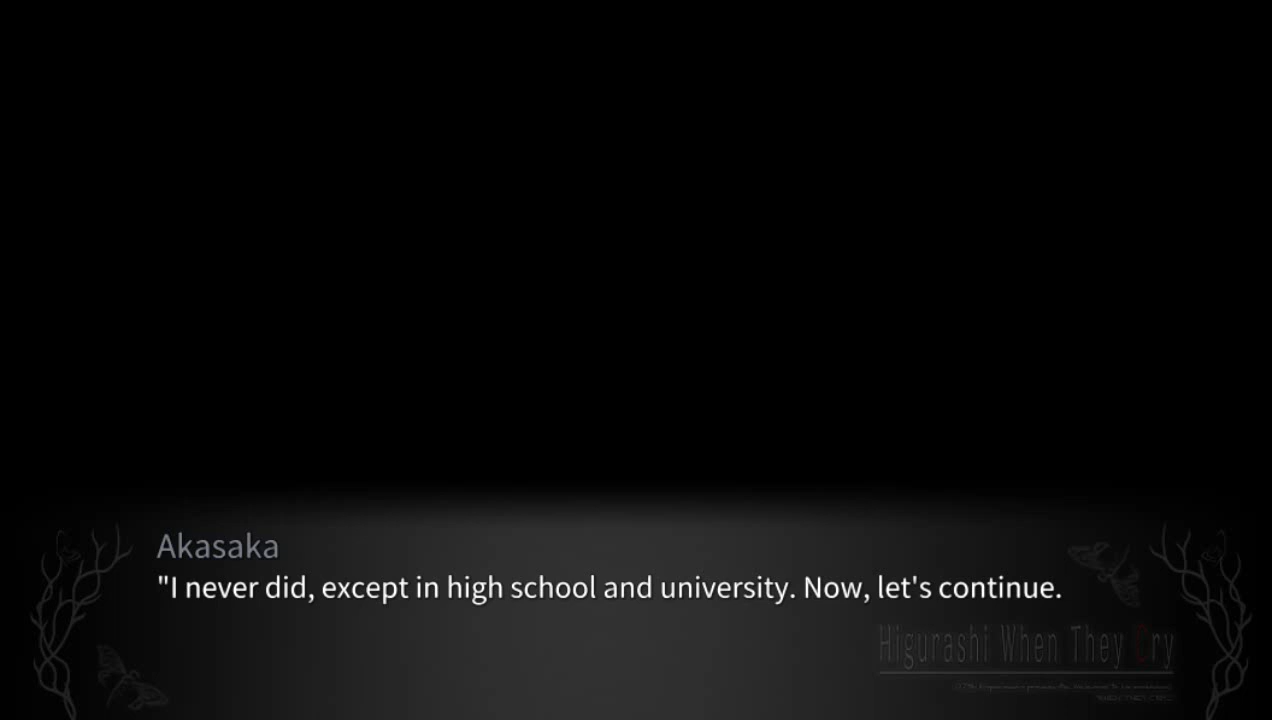 Akasaka
"I never did, except in high school and university. Now, let's continue.
Higurashi When They Cry